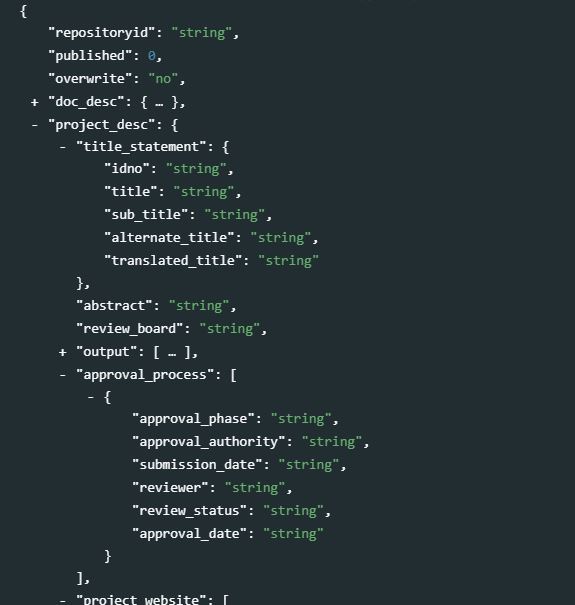 {
"repositoryid": "string",
"published": 0,
"overwrite": "no",
+ "doc_desc": { … },
- "project_desc": {
- "title_statement": {
"idno": "string",
"title": "string",
"sub_title": "string",
"alternate_title": "string",
"translated_title": "string"
},
"abstract": "string",
"review_board": "string",
+ "output": [ … ],
- "approval_process": [
- {
"approval_phase": "string",
"approval_authority": "string",
"submission_date": "string",
"reviewer": "string",
"review_status": "string",
"approval_date": "string"
}
],
- "project_website": [